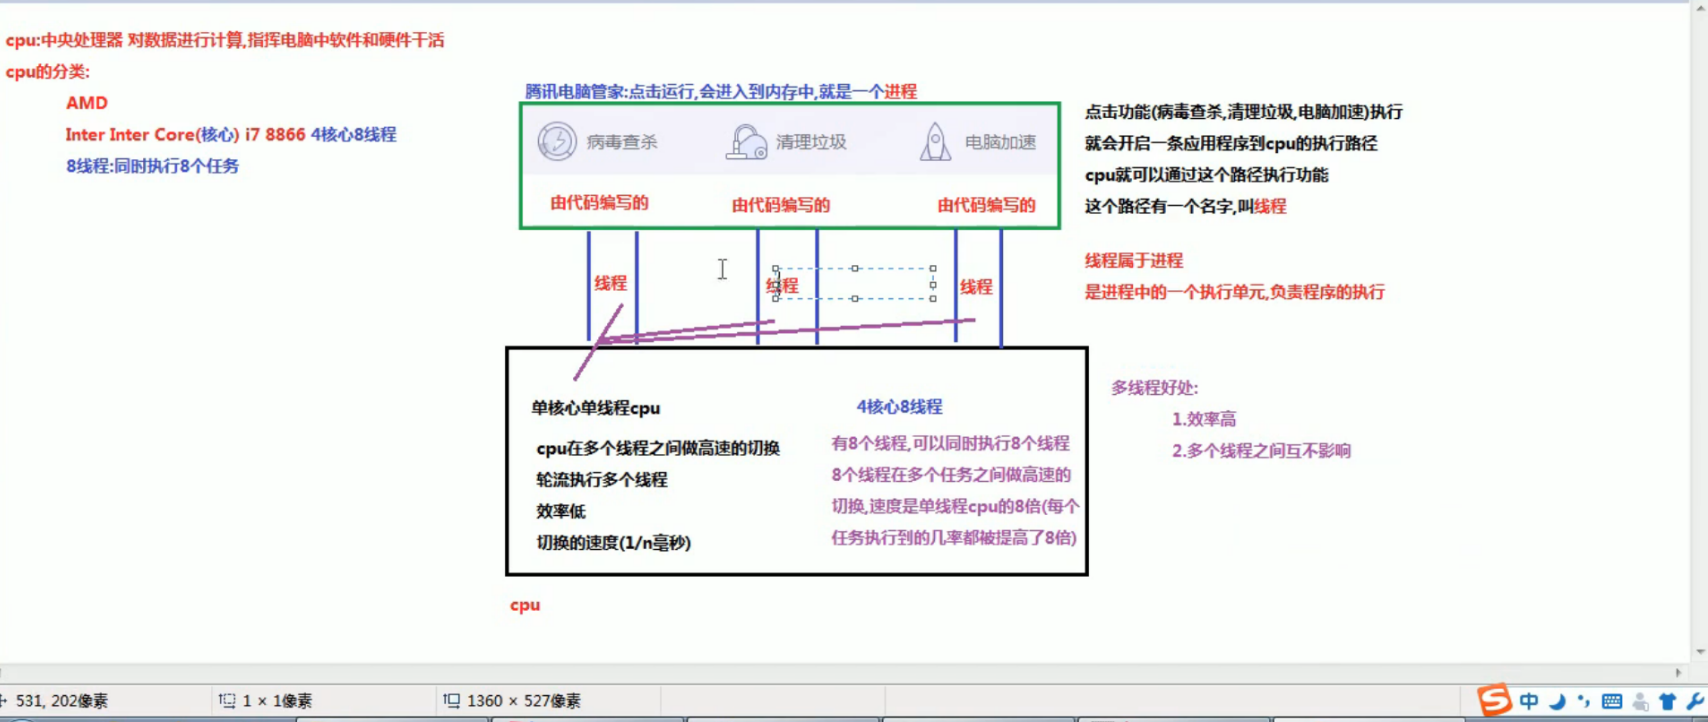 cpu:中央处理器 对数据进行计算,指挥电脑中软件和硬件干活
cpu的分类:
AMD
Inter Inter Core(核心) i7 8866 4核心8线程
8线程:同时执行8个任务
腾讯电脑管家:点击运行,会进入到内存中,就是一个进程
病毒查杀
清理垃圾
电脑加速
由代码编写的
由代码编写的
由代码编写的
线程
线程
线程
点击功能(病毒查杀,清理垃圾,电脑加速)执行
就会开启一条应用程序到cpu的执行路径
cpu就可以通过这个路径执行功能
这个路径有一个名字,叫线程
线程属于进程
是进程中的一个执行单元,负责程序的执行
单核心单线程cpu
cpu在多个线程之间做高速的切换
轮流执行多个线程
效率低
切换的速度(1/n毫秒)
4核心8线程
有8个线程,可以同时执行8个线程
8个线程在多个任务之间做高速的
切换,速度是单线程cpu的8倍(每个
任务执行到的几率都被提高了8倍)
cpu
多线程好处:
1.效率高
2.多个线程之间互不影响
531, 202像素
1 × 1像素
1360 × 527像素
中